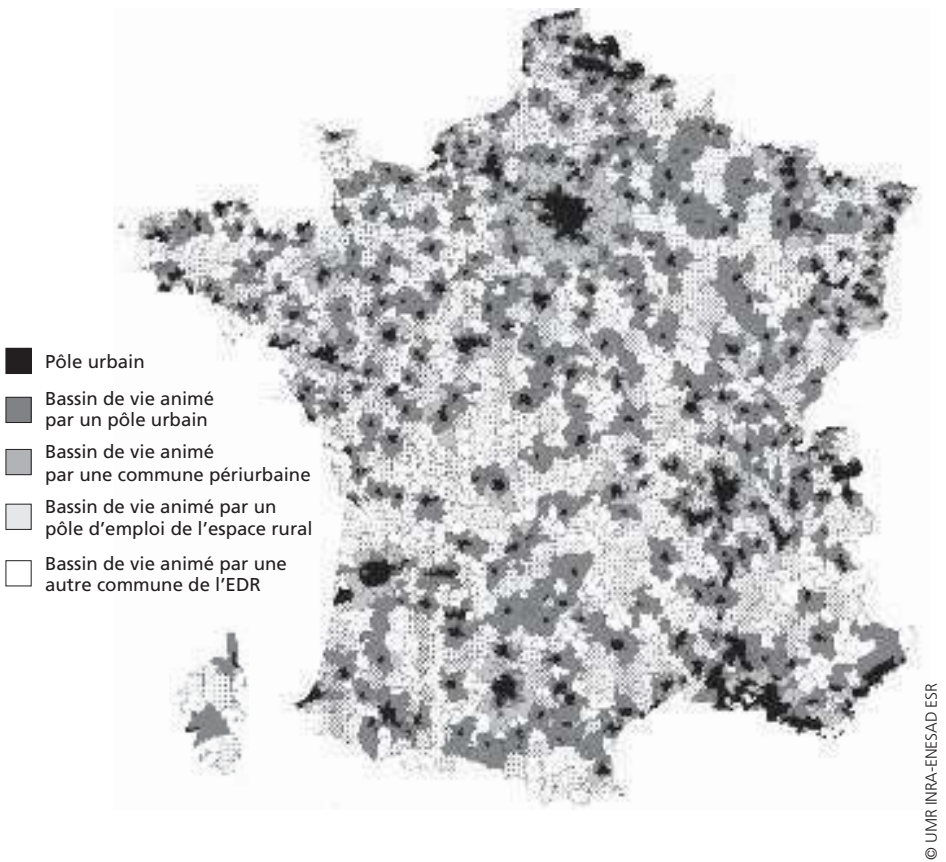 Pôle urbain
Bassin de vie animé
par un pôle urbain
Bassin de vie animé
par une commune périurbaine
Bassin de vie animé par un
pôle d’emploi de l’espace rural
Bassin de vie animé par une
autre commune de l’EDR
© UMR INRA-ENESAD ESR